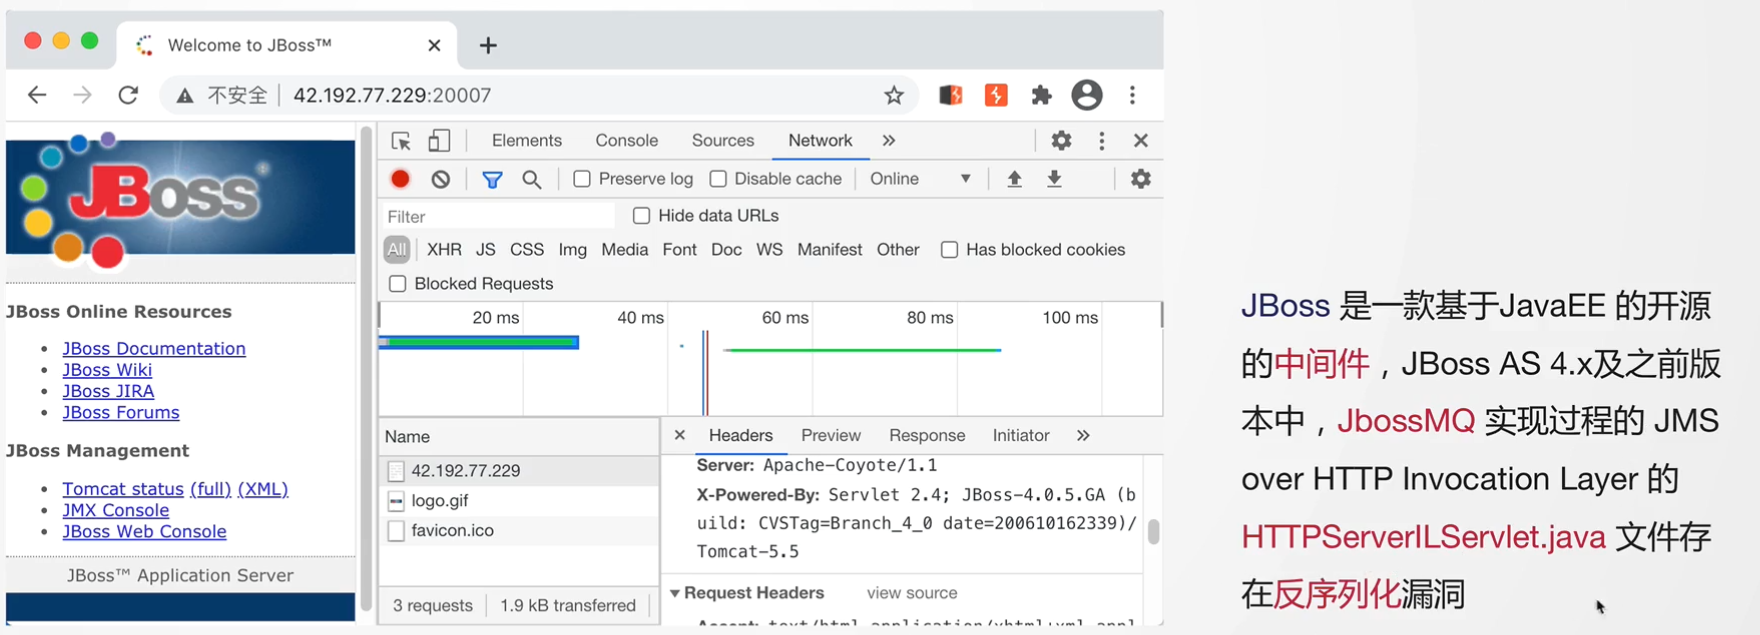 Welcome to JBoss™
不安全 42.192.77.229:20007
JBoss
JBoss Online Resources
JBoss Documentation
JBoss Wiki
JBoss JIRA
JBoss Forums
JBoss Management
Tomcat status (full) (XML)
JMX Console
JBoss Web Console
JBoss™ Application Server
Elements Console Sources Network
Preserve log Disable cache Online
Filter Hide data URLs
All XHR JS CSS Img Media Font Doc WS Manifest Other Has blocked cookies
Blocked Requests
20 ms 40 ms 60 ms 80 ms 100 ms
Name
42.192.77.229
logo.gif
favicon.ico
3 requests 1.9 kB transferred
Headers Preview Response Initiator
Server: Apache-Coyote/1.1
X-Powered-By: Servlet 2.4; JBoss-4.0.5.GA (b
uild: CVSTag=Branch_4_0 date=200610162339)/
Tomcat-5.5
Request Headers view source
JBoss 是一款基于JavaEE 的开源
的中间件，JBoss AS 4.x及之前版
本中，JbossMQ 实现过程的 JMS
over HTTP Invocation Layer 的
HTTPServerILServlet.java 文件存
在反序列化漏洞